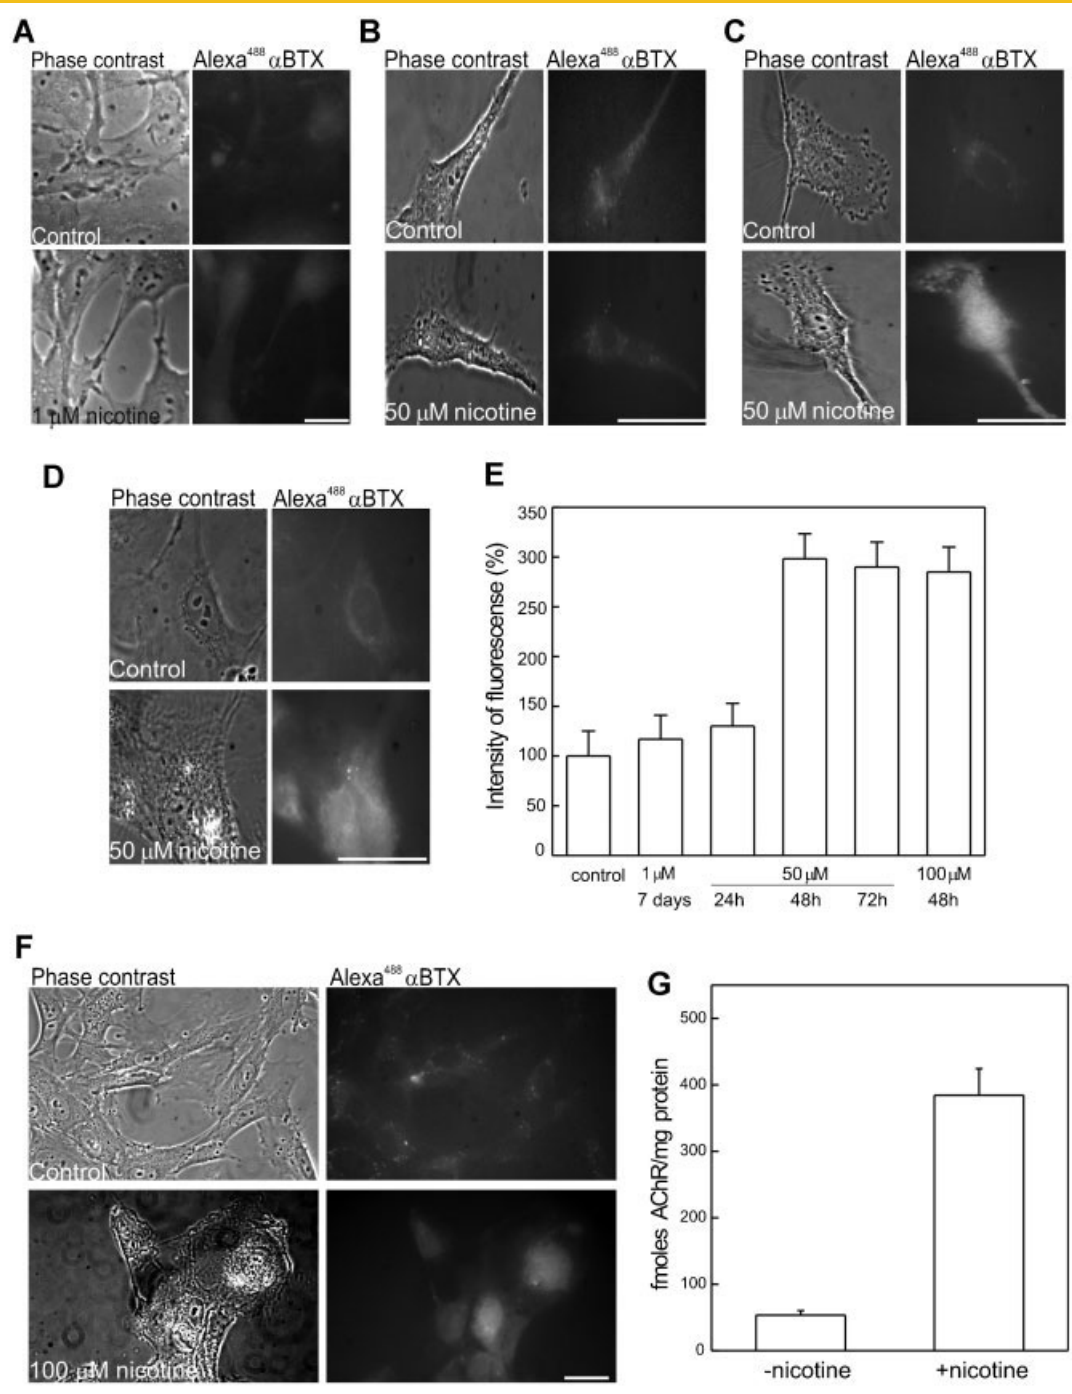 A
Phase contrast Alexa488 αBTX
Control
1 µM nicotine
B
Phase contrast Alexa488 αBTX
Control
50 µM nicotine
C
Phase contrast Alexa488 αBTX
Control
50 µM nicotine
D
Phase contrast Alexa488 αBTX
Control
50 µM nicotine
E
Intensity of fluorescense (%)
350
300
250
200
150
100
50
0
control 1 µM 50 µM 100 µM
7 days 24h 48h 72h 48h
F
Phase contrast Alexa488 αBTX
Control
100 µM nicotine
G
fmoles AChR/mg protein
500
400
300
200
100
0
-nicotine +nicotine